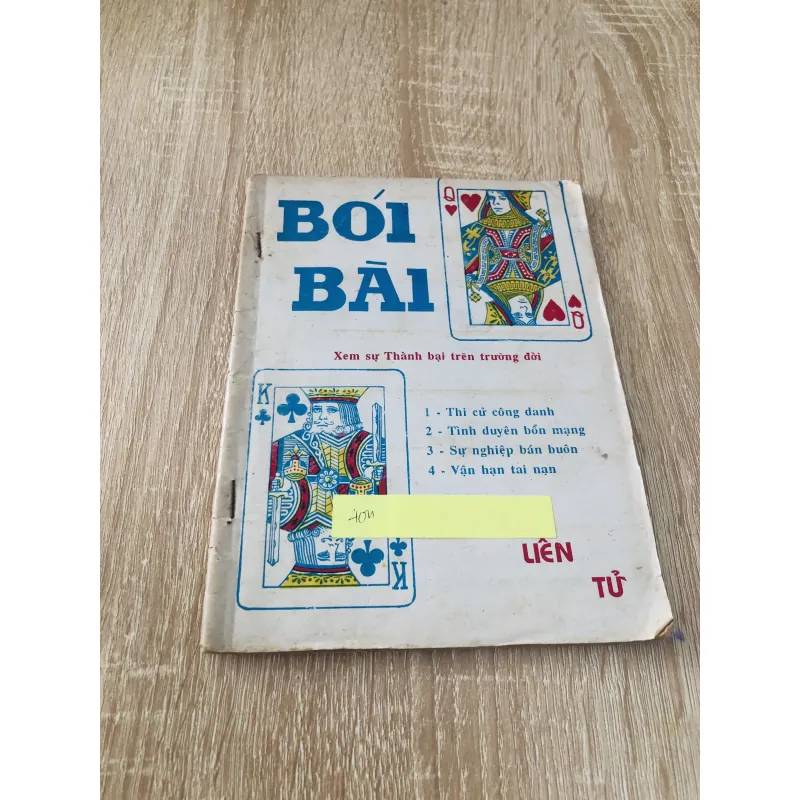 BÓI
BÀI
Q
Q
Xem sự Thành bại trên trường đời
K
1 - Thi cử công danh
2 - Tình duyên bổn mạng
3 - Sự nghiệp bán buôn
4 - Vận hạn tai nạn
K
LIÊN
TỬ